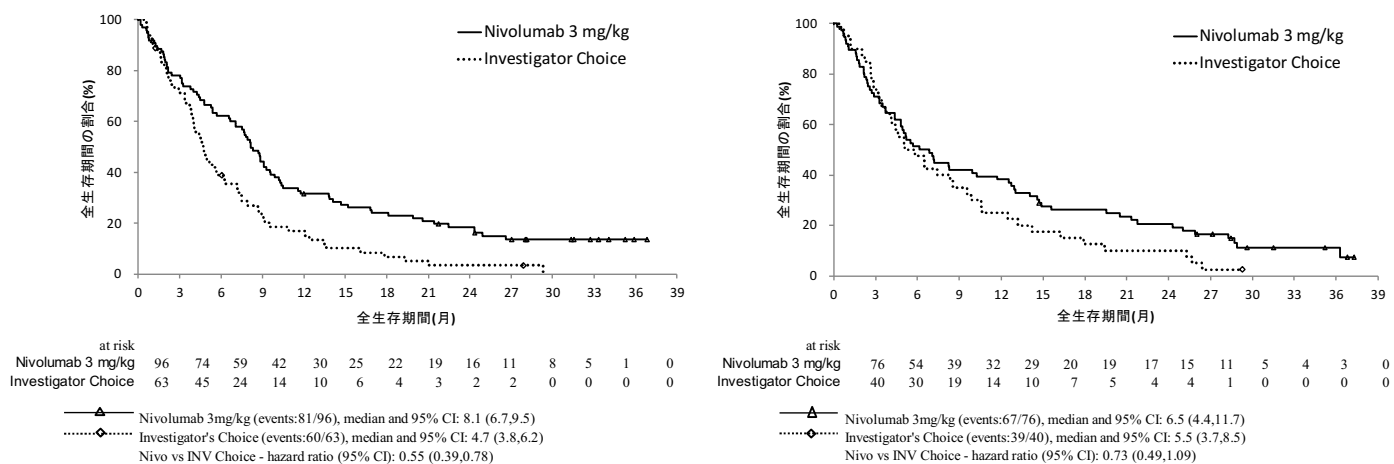 100
80
60
40
20
0
全生存期間の割合(%)
Nivolumab 3 mg/kg
Investigator Choice
0 3 6 9 12 15 18 21 24 27 30 33 36 39
全生存期間(月)
at risk
Nivolumab 3 mg/kg 96 74 59 42 30 25 22 19 16 11 8 5 1 0
Investigator Choice 63 45 24 14 10 6 4 3 2 2 0 0 0 0
Nivolumab 3mg/kg (events:81/96), median and 95% CI: 8.1 (6.7,9.5)
Investigator's Choice (events:60/63), median and 95% CI: 4.7 (3.8,6.2)
Nivo vs INV Choice - hazard ratio (95% CI): 0.55 (0.39,0.78)
100
80
60
40
20
0
全生存期間の割合(%)
Nivolumab 3 mg/kg
Investigator Choice
0 3 6 9 12 15 18 21 24 27 30 33 36 39
全生存期間(月)
at risk
Nivolumab 3 mg/kg 76 54 39 32 29 20 19 17 15 11 5 4 3 0
Investigator Choice 40 30 19 14 10 7 5 4 4 1 0 0 0 0
Nivolumab 3mg/kg (events:67/76), median and 95% CI: 6.5 (4.4,11.7)
Investigator's Choice (events:39/40), median and 95% CI: 5.5 (3.7,8.5)
Nivo vs INV Choice - hazard ratio (95% CI): 0.73 (0.49,1.09)